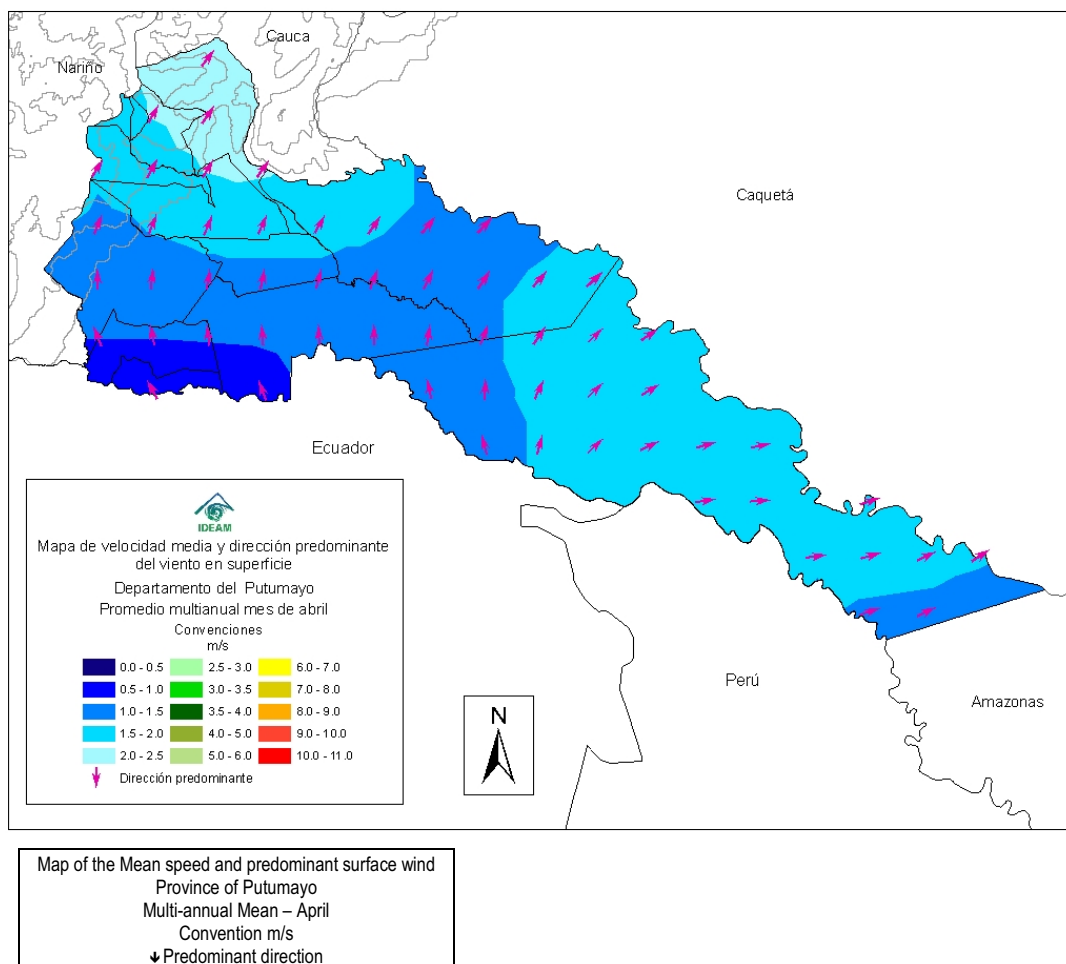 Cauca
Nariño
Caquetá
Ecuador
IDEAM
Mapa de velocidad media y dirección predominante
del viento en superficie
Departamento del Putumayo
Promedio multianual mes de abril
Convenciones
m/s
0.0 - 0.5 2.5 - 3.0 6.0 - 7.0
0.5 - 1.0 3.0 - 3.5 7.0 - 8.0
1.0 - 1.5 3.5 - 4.0 8.0 - 9.0
1.5 - 2.0 4.0 - 5.0 9.0 - 10.0
2.0 - 2.5 5.0 - 6.0 10.0 - 11.0
Dirección predominante
N
Perú
Amazonas
Map of the Mean speed and predominant surface wind
Province of Putumayo
Multi-annual Mean – April
Convention m/s
↓ Predominant direction